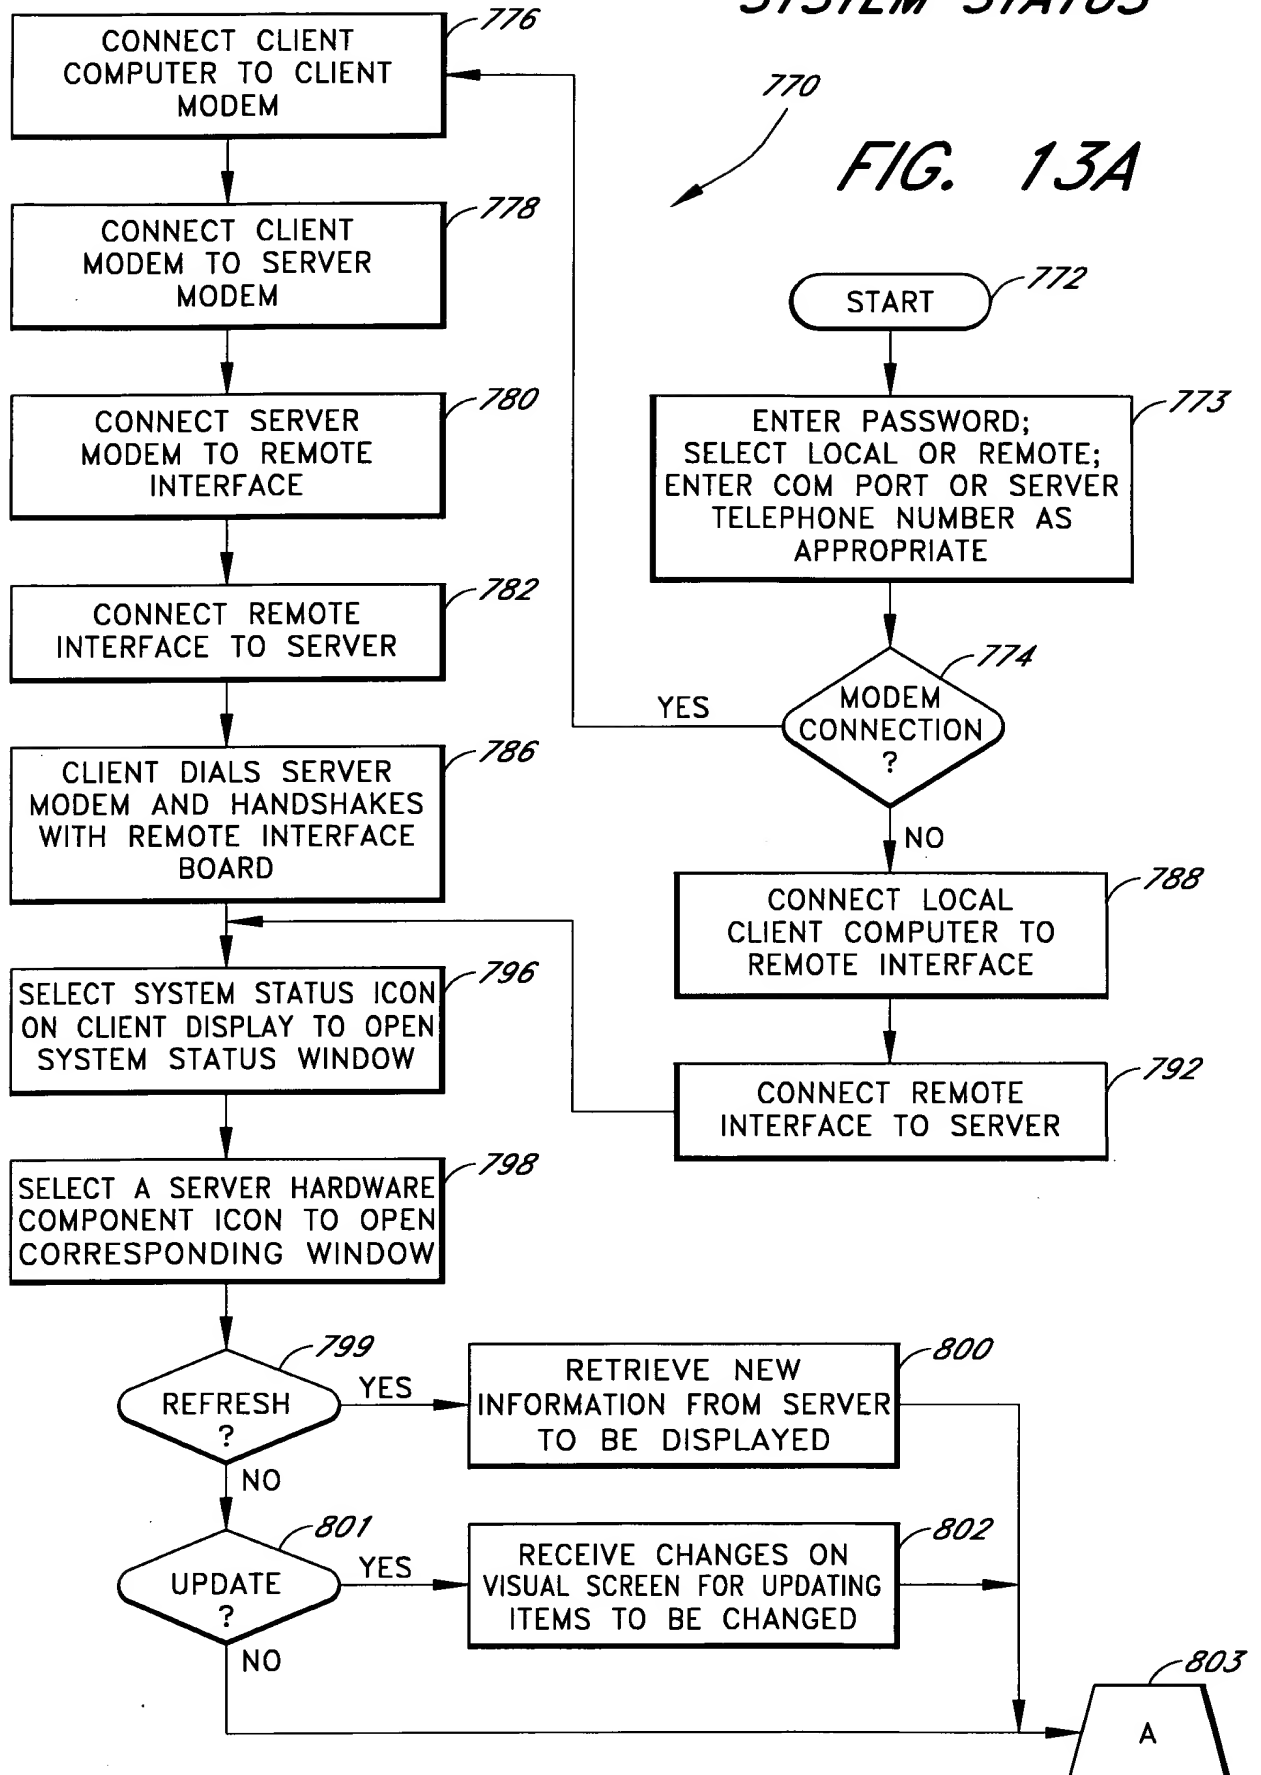 SYSTEM STATUS
770
FIG. 13A
START
772
ENTER PASSWORD;
SELECT LOCAL OR REMOTE;
ENTER COM PORT OR SERVER
TELEPHONE NUMBER AS
APPROPRIATE
773
MODEM
CONNECTION
?
774
YES
NO
CONNECT CLIENT
COMPUTER TO CLIENT
MODEM
776
CONNECT CLIENT
MODEM TO SERVER
MODEM
778
CONNECT SERVER
MODEM TO REMOTE
INTERFACE
780
CONNECT REMOTE
INTERFACE TO SERVER
782
CLIENT DIALS SERVER
MODEM AND HANDSHAKES
WITH REMOTE INTERFACE
BOARD
786
CONNECT LOCAL
CLIENT COMPUTER TO
REMOTE INTERFACE
788
CONNECT REMOTE
INTERFACE TO SERVER
792
SELECT SYSTEM STATUS ICON
ON CLIENT DISPLAY TO OPEN
SYSTEM STATUS WINDOW
796
SELECT A SERVER HARDWARE
COMPONENT ICON TO OPEN
CORRESPONDING WINDOW
798
REFRESH
?
799
YES
NO
RETRIEVE NEW
INFORMATION FROM SERVER
TO BE DISPLAYED
800
UPDATE
?
801
YES
NO
RECEIVE CHANGES ON
VISUAL SCREEN FOR UPDATING
ITEMS TO BE CHANGED
802
A
803